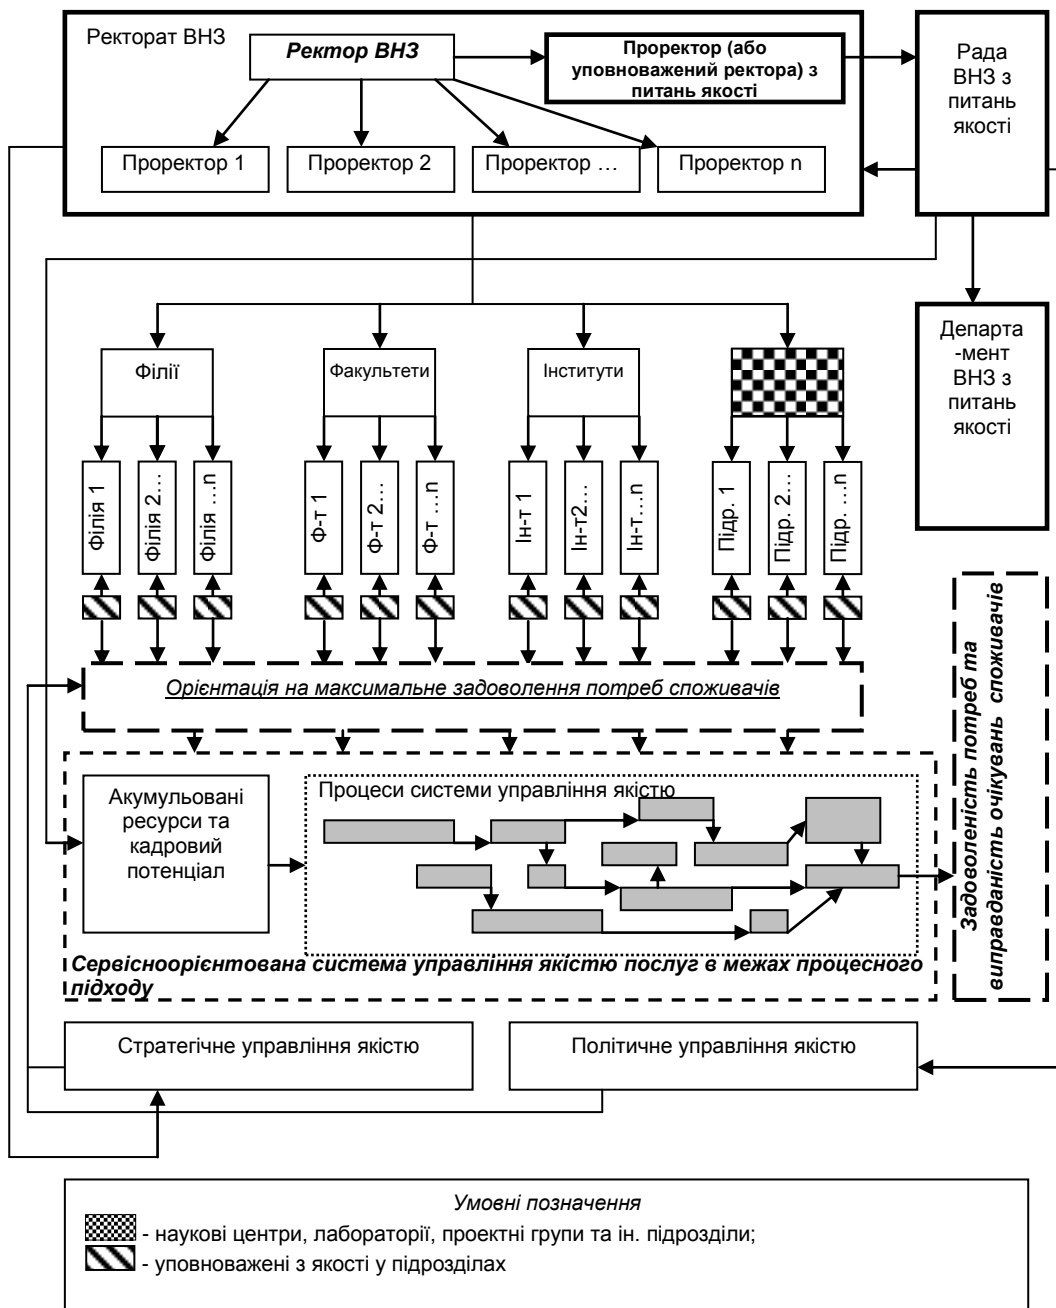 Ректорат ВНЗ
Ректор ВНЗ
Проректор (або
уповноважений ректора) з
питань якості
Рада
ВНЗ з
питань
якості
Проректор 1
Проректор 2
Проректор …
Проректор n
Філії
Факультети
Інститути
Департа
-мент
ВНЗ з
питань
якості
Філія 1
Філія 2…
Філія …n
Ф-т 1
Ф-т 2…
Ф-т …n
Ін-т 1
Ін-т2…
Ін-т…n
Підр. 1
Підр. 2…
Підр. …n
Орієнтація на максимальне задоволення потреб споживачів
Задоволеність потреб та
виправданість очікувань споживачів
Акумульовані
ресурси та
кадровий
потенціал
Процеси системи управління якістю
Сервісноорієнтована система управління якістю послуг в межах процесного
підходу
Стратегічне управління якістю
Політичне управління якістю
Умовні позначення
- наукові центри, лабораторії, проектні групи та ін. підрозділи;
- уповноважені з якості у підрозділах